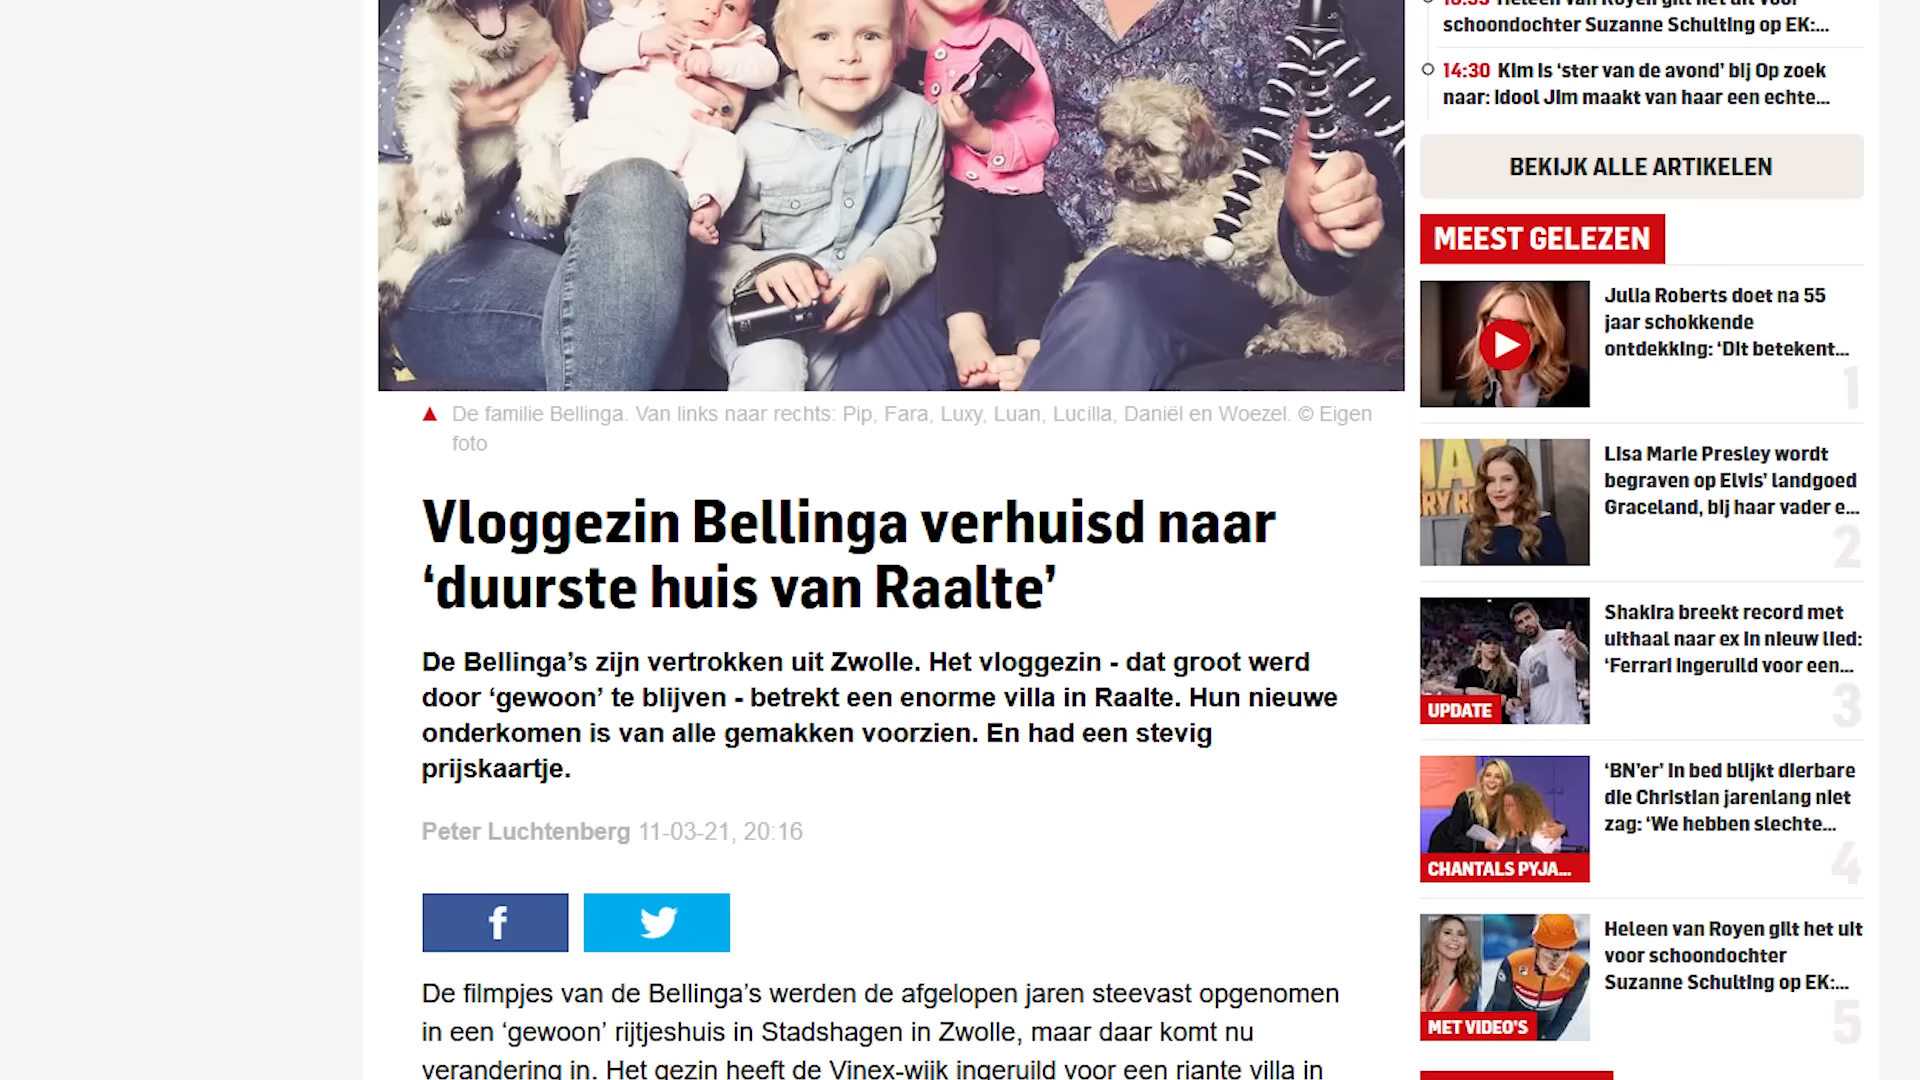 De familie Bellinga. Van links naar rechts: Pip, Fara, Luxy, Luan, Lucilla, Daniël en Woezel. © Eigen
foto
Vloggezin Bellinga verhuisd naar
‘duurste huis van Raalte’
De Bellinga’s zijn vertrokken uit Zwolle. Het vloggezin - dat groot werd
door ‘gewoon’ te blijven - betrekt een enorme villa in Raalte. Hun nieuwe
onderkomen is van alle gemakken voorzien. En had een stevig
prijskaartje.
Peter Luchtenberg 11-03-21, 20:16
De filmpjes van de Bellinga’s werden de afgelopen jaren steevast opgenomen
in een ‘gewoon’ rijtjeshuis in Stadshagen in Zwolle, maar daar komt nu
verandering in. Het gezin heeft de Vinex-wijk ingeruild voor een riante villa in
18:33 Heleen van Royen gilt het uit voor
schoondochter Suzanne Schulting op EK:...
14:30 Kim is ‘ster van de avond’ bij Op zoek
naar: Idool Jim maakt van haar een echte...
BEKIJK ALLE ARTIKELEN
MEEST GELEZEN
Julia Roberts doet na 55
jaar schokkende
ontdekking: ‘Dit betekent...
1
Lisa Marie Presley wordt
begraven op Elvis’ landgoed
Graceland, bij haar vader e...
2
Shakira breekt record met
uithaal naar ex in nieuw lied:
‘Ferrari ingeruild voor een...
UPDATE
3
‘BN’er’ in bed blijkt dierbare
die Christian jarenlang niet
zag: ‘We hebben slechte...
CHANTALS PYJA...
4
Heleen van Royen gilt het uit
voor schoondochter
Suzanne Schulting op EK:...
MET VIDEO'S
5